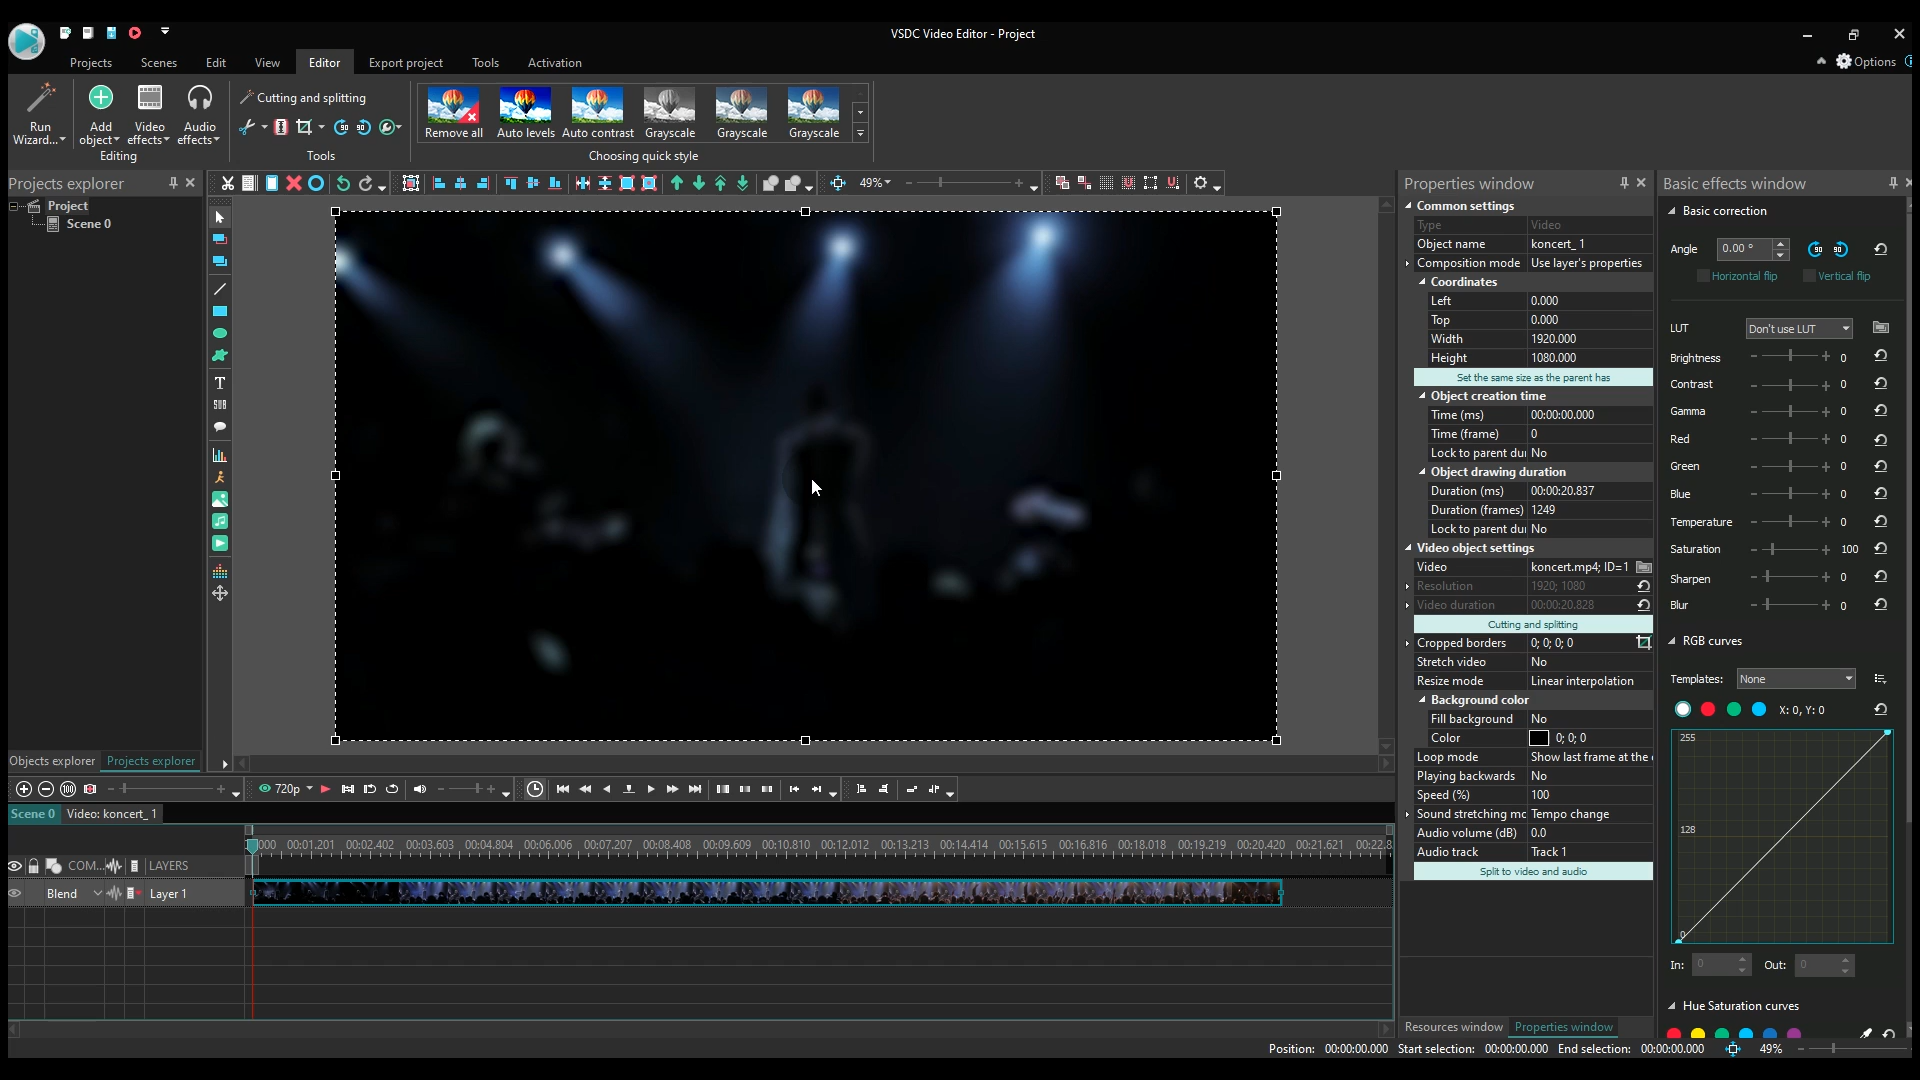 VSDC Video Editor - Project
Projects Scenes Edit View Editor Export project Tools Activation
Options
Run Wizard...
Add object
Video effects
Audio effects
Editing
Cutting and splitting
Tools
Remove all Auto levels Auto contrast Grayscale Grayscale Grayscale
Choosing quick style
Projects explorer
Project
Scene 0
49%
T
SUB
Objects explorer Projects explorer
Properties window
Common settings
Type Video
Object name koncert_1
Composition mode Use layer's properties
Coordinates
Left 0.000
Top 0.000
Width 1920.000
Height 1080.000
Set the same size as the parent has
Object creation time
Time (ms) 00:00:00.000
Time (frame) 0
Lock to parent du No
Object drawing duration
Duration (ms) 00:00:20.837
Duration (frames) 1249
Lock to parent du No
Video object settings
Video koncert.mp4; ID=1
Resolution 1920; 1080
Video duration 00:00:20.828
Cutting and splitting
Cropped borders 0; 0; 0; 0
Stretch video No
Resize mode Linear interpolation
Background color
Fill background No
Color 0; 0; 0
Loop mode Show last frame at the
Playing backwards No
Speed (%) 100
Sound stretching mo Tempo change
Audio volume (dB) 0.0
Audio track Track 1
Split to video and audio
Resources window Properties window
Basic effects window
Basic correction
Angle 0.00 ° 90 90
Horizontal flip Vertical flip
LUT Don't use LUT
Brightness 0
Contrast 0
Gamma 0
Red 0
Green 0
Blue 0
Temperature 0
Saturation 100
Sharpen 0
Blur 0
RGB curves
Templates: None
X: 0, Y: 0
255
128
0
In: 0 Out: 0
Hue Saturation curves
100 720p
Scene 0 Video: koncert_1
000 00:01.201 00:02.402 00:03.603 00:04.804 00:06.006 00:07.207 00:08.408 00:09.609 00:10.810 00:12.012 00:13.213 00:14.414 00:15.615 00:16.816 00:18.018 00:19.219 00:20.420 00:21.621 00:22.8
COM... LAYERS
Blend Layer 1
Position: 00:00:00.000 Start selection: 00:00:00.000 End selection: 00:00:00.000 49%